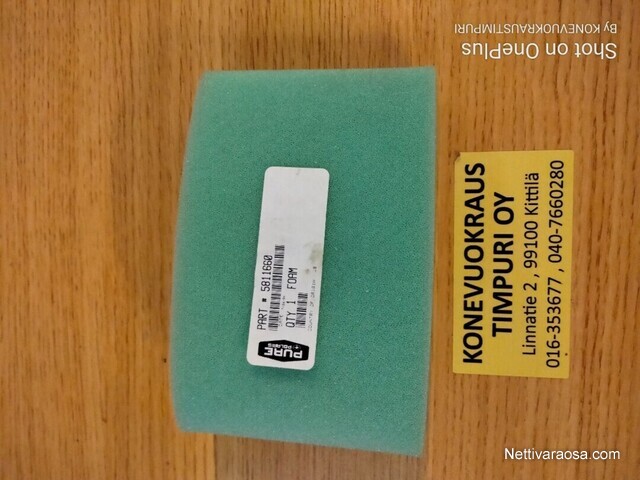 PART # 5811660
QTY 1 FOAM
PURE
POLARIS
KONEVUOKRAUS
TIMPURI OY
Linnatie 2 , 99100 Kittilä
016-353677 , 040-7660280
Shot on OnePlus
By KONEVUOKRAUSTIMPURI
Nettivaraosa.com